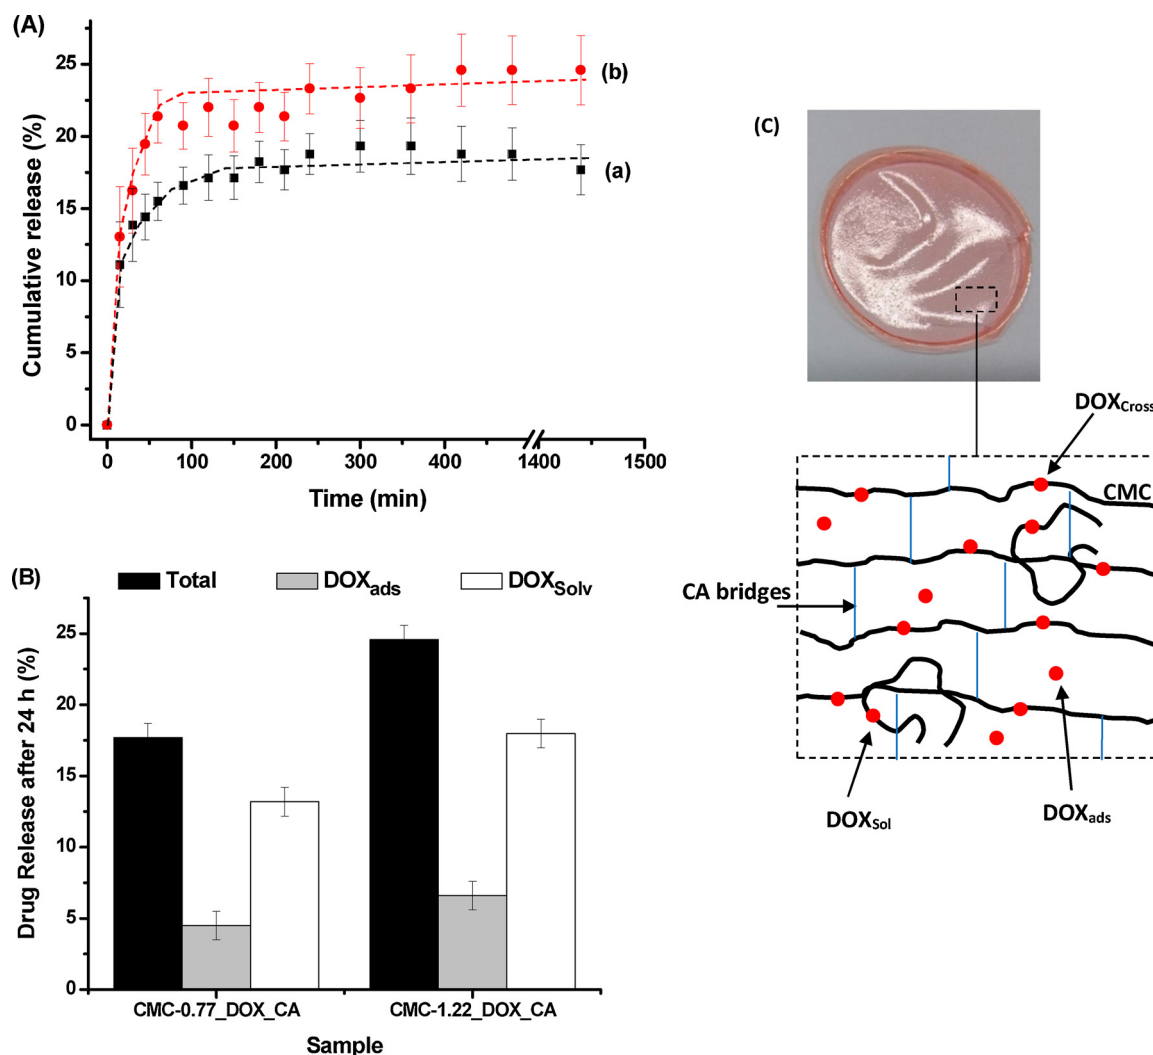 (A)
Cumulative release (%)
25
20
15
10
5
0
(b)
(a)
0 100 200 300 400 1400 1500
Time (min)
(B)
Total DOXads DOXSolv
Drug Release after 24 h (%)
25
20
15
10
5
0
CMC-0.77_DOX_CA CMC-1.22_DOX_CA
Sample
(C)
DOXCross
CMC
CA bridges
DOXSol
DOXads